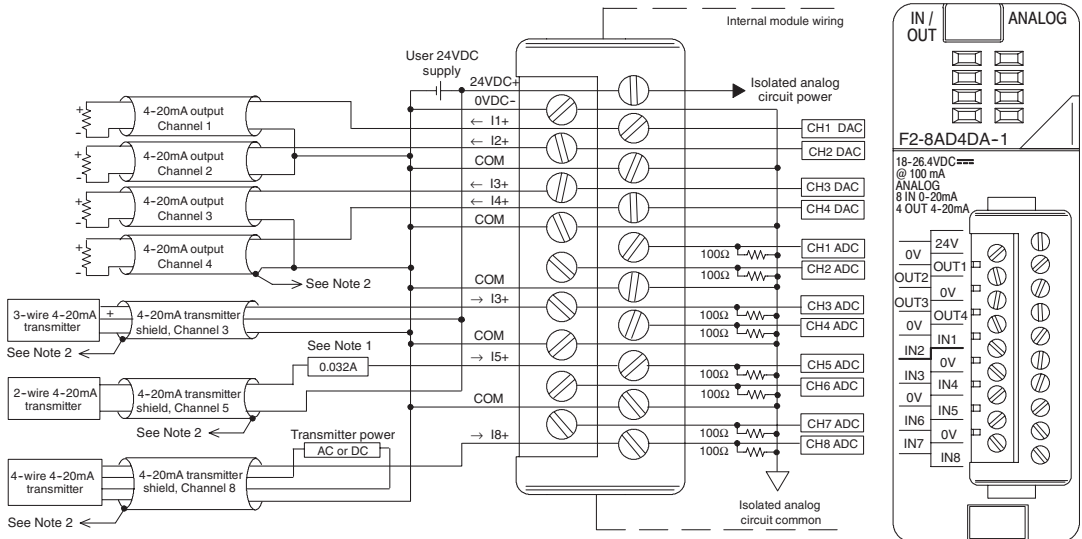 Internal module wiring
User 24VDC
supply
24VDC+
0VDC-
Isolated analog
circuit power
4-20mA output
Channel 1
+
-
← I1+
CH1 DAC
← I2+
CH2 DAC
4-20mA output
Channel 2
+
-
COM
← I3+
CH3 DAC
4-20mA output
Channel 3
+
-
← I4+
CH4 DAC
COM
4-20mA output
Channel 4
+
-
See Note 2
100Ω
CH1 ADC
100Ω
CH2 ADC
COM
→ I3+
100Ω
CH3 ADC
3-wire 4-20mA
transmitter
+
4-20mA transmitter
shield, Channel 3
100Ω
CH4 ADC
See Note 2
COM
See Note 1
0.032A
→ I5+
100Ω
CH5 ADC
2-wire 4-20mA
transmitter
4-20mA transmitter
shield, Channel 5
100Ω
CH6 ADC
COM
See Note 2
Transmitter power
AC or DC
100Ω
CH7 ADC
→ I8+
100Ω
CH8 ADC
4-wire 4-20mA
transmitter
4-20mA transmitter
shield, Channel 8
See Note 2
Isolated analog
circuit common
IN /
OUT
ANALOG
F2-8AD4DA-1
18-26.4VDC
@ 100 mA
ANALOG
8 IN 0-20mA
4 OUT 4-20mA
24V
0V
OUT1
OUT2
0V
OUT3
OUT4
0V
IN1
IN2
0V
IN3
IN4
0V
IN5
IN6
0V
IN7
IN8